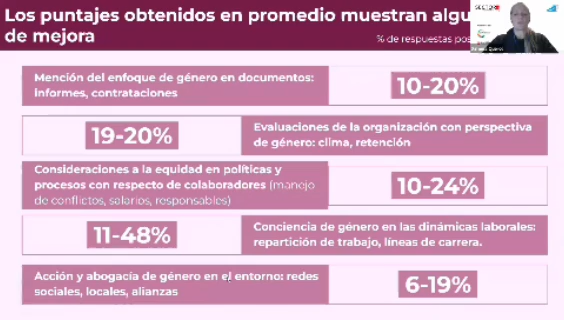 Los puntajes obtenidos en promedio muestran algu
de mejora
% de respuestas pos
Mención del enfoque de género en documentos:
informes, contrataciones
10-20%
19-20%
Evaluaciones de la organización con perspectiva
de género: clima, retención
Consideraciones a la equidad en políticas y
procesos con respecto de colaboradores (manejo
de conflictos, salarios, responsables)
10-24%
11-48%
Conciencia de género en las dinámicas laborales:
repartición de trabajo, líneas de carrera.
Acción y abogacía de género en el entorno: redes
sociales, locales, alianzas
6-19%